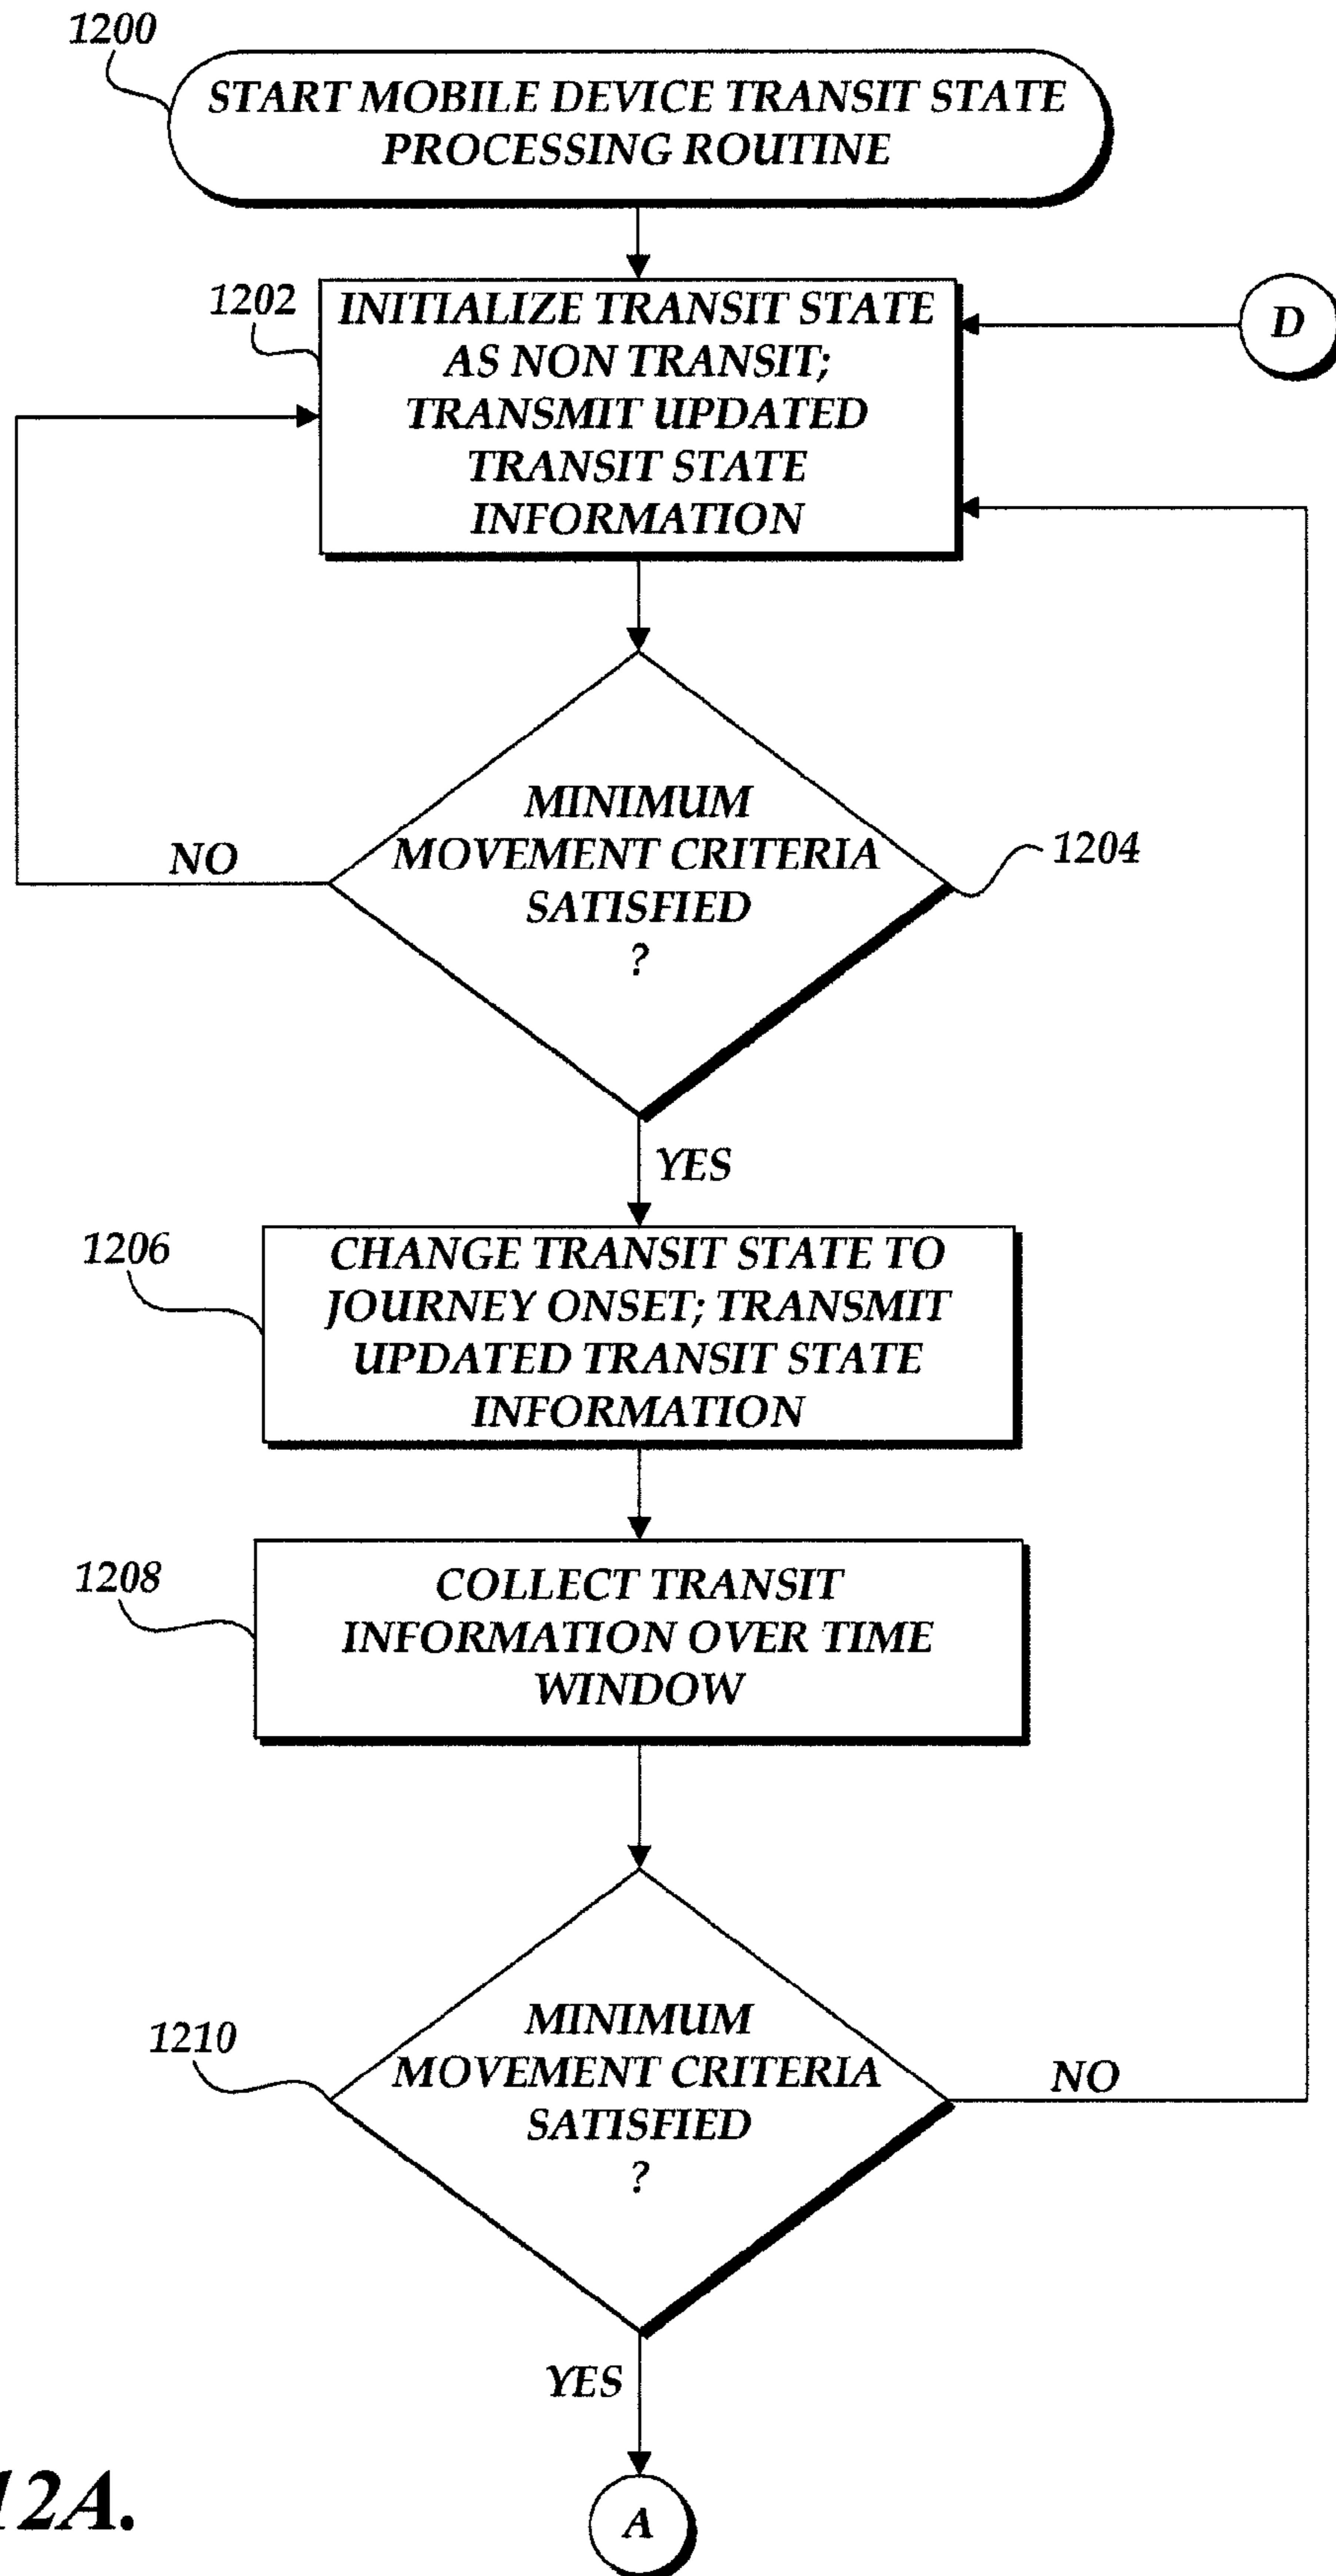 1200
START MOBILE DEVICE TRANSIT STATE
PROCESSING ROUTINE
1202
INITIALIZE TRANSIT STATE
AS NON TRANSIT;
TRANSMIT UPDATED
TRANSIT STATE
INFORMATION
D
MINIMUM
MOVEMENT CRITERIA
SATISFIED
?
NO
1204
YES
1206
CHANGE TRANSIT STATE TO
JOURNEY ONSET; TRANSMIT
UPDATED TRANSIT STATE
INFORMATION
1208
COLLECT TRANSIT
INFORMATION OVER TIME
WINDOW
1210
MINIMUM
MOVEMENT CRITERIA
SATISFIED
?
NO
YES
A
12A.